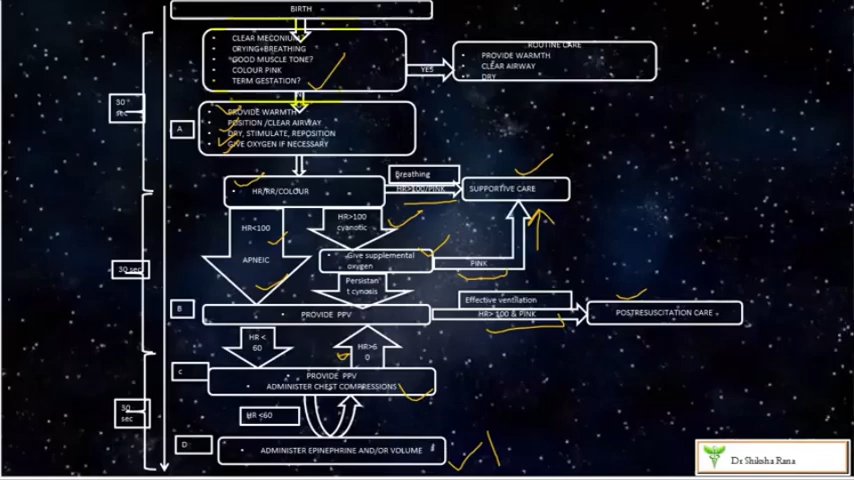 BIRTH
CLEAR MECONIUM?
DRYING+BREATHING
GOOD MUSCLE TONE?
COLOUR PINK
TERM GESTATION?
YES
ROUTINE CARE
PROVIDE WARMTH
CLEAR AIRWAY
DRY
30 sec
A
PROVIDE WARMTH
POSITION /CLEAR AIRWAY
DRY, STIMULATE, REPOSITION
GIVE OXYGEN IF NECESSARY
HR/RR/COLOUR
Breathing
HR>100/PINK
SUPPORTIVE CARE
HR<100
APNEIC
HR>100
cyanotic
Give supplemental
oxygen
PINK
30 sec
Persistan
t cynosis
B
PROVIDE PPV
Effective ventilation
HR> 100 & PINK
POSTRESUSCITATION CARE
HR <
60
HR>6
0
C
PROVIDE PPV
ADMINISTER CHEST COMPRESSIONS
30
sec
HR <60
D
ADMINISTER EPINEPHRINE AND/OR VOLUME
Dr Shiksha Rana